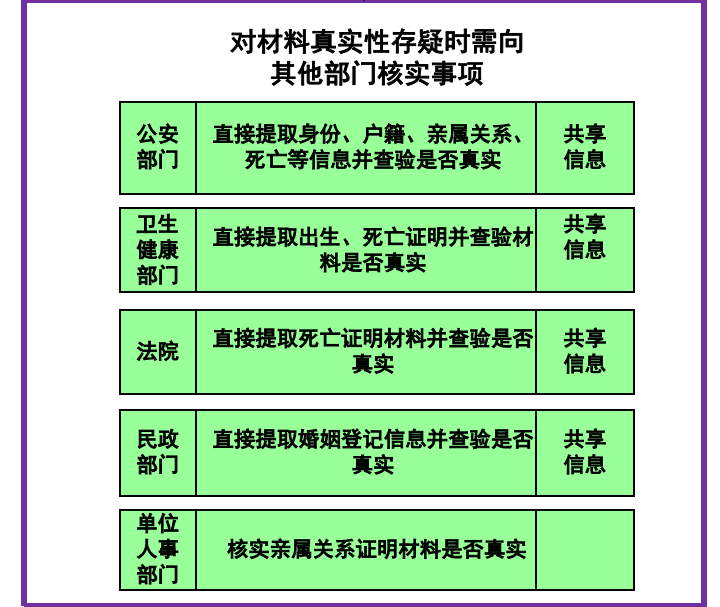 对材料真实性存疑时需向
其他部门核实事项
公安
部门
直接提取身份、户籍、亲属关系、
死亡等信息并查验是否真实
共享
信息
卫生
健康
部门
直接提取出生、死亡证明并查验材
料是否真实
共享
信息
法院
直接提取死亡证明材料并查验是否
真实
共享
信息
民政
部门
直接提取婚姻登记信息并查验是否
真实
共享
信息
单位
人事
部门
核实亲属关系证明材料是否真实